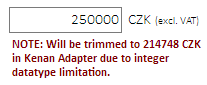 250000 CZK (excl. VAT)
NOTE: Will be trimmed to 214748 CZK
in Kenan Adapter due to integer
datatype limitation.